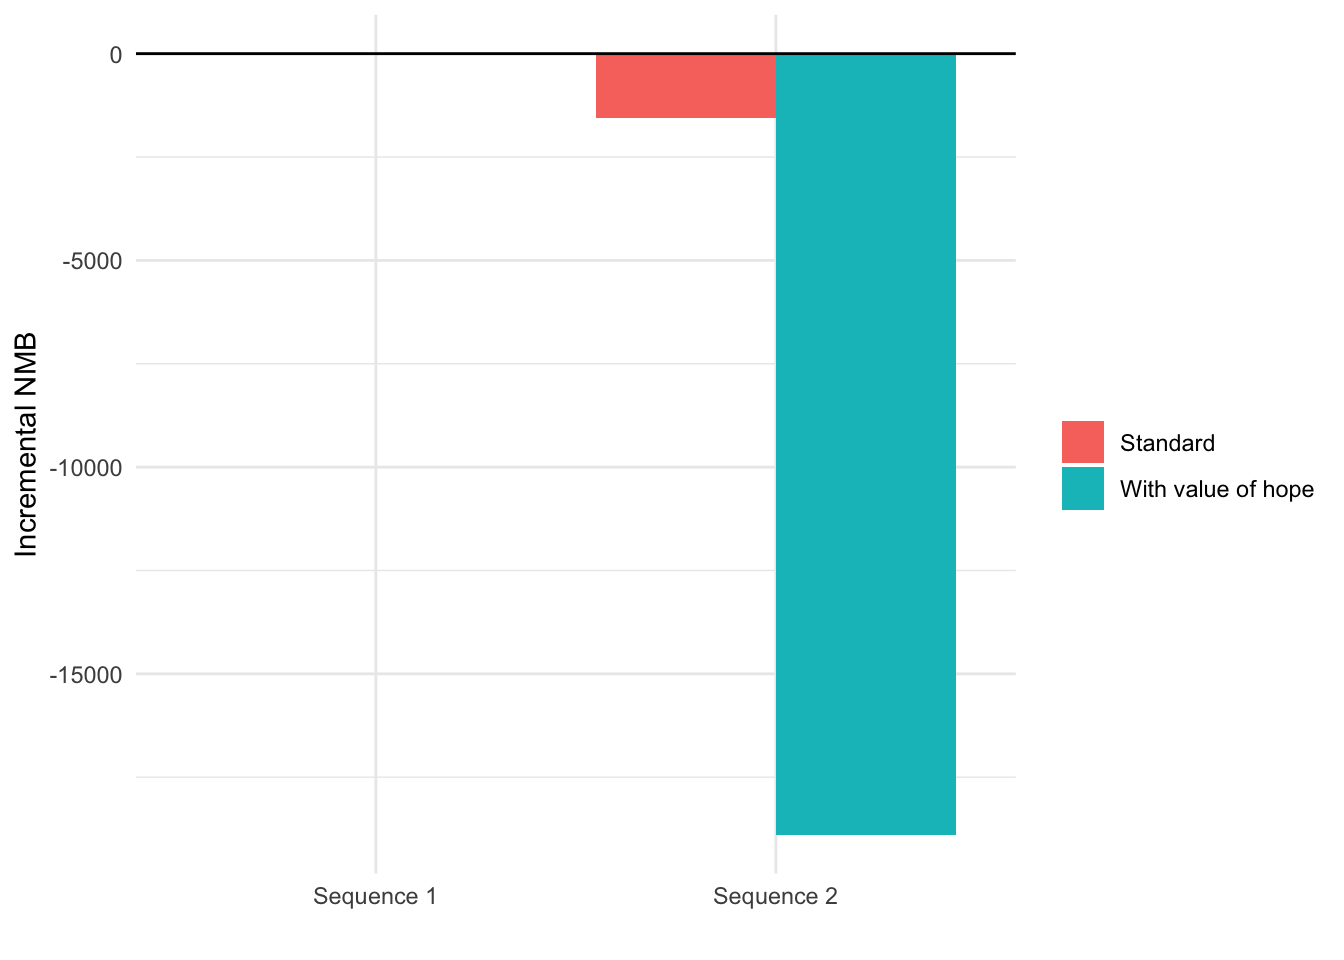 0
-5000
-10000
-15000
Incremental NMB
Sequence 1
Sequence 2
Standard
With value of hope